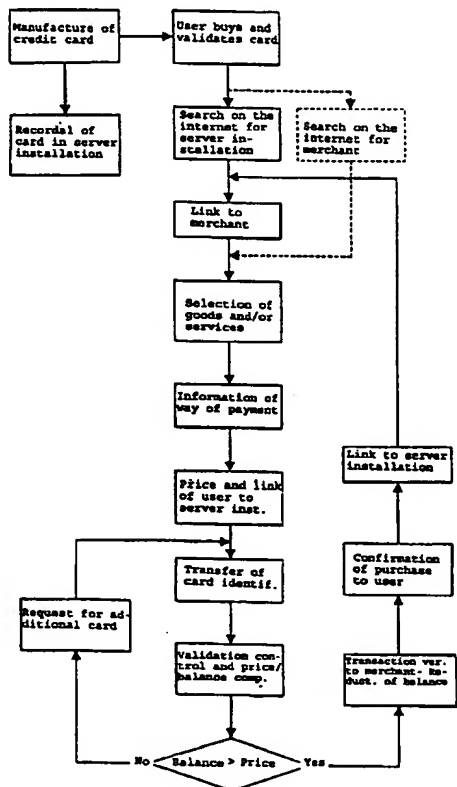 Manufacture of
credit card
User buys and
validates card
Recordal of
card in server
installation
Search on the
internet for
server in-
stallation
Search on the
internet for
merchant
Link to
merchant
Selection of
goods and/or
services
Information of
way of payment
Price and link
of user to
server inst.
Link to server
installation
Transfer of
card identif.
Confirmation
of purchase
to user
Request for ad-
ditional card
Validation con-
trol and price/
balance comp.
Transaction ver.
to merchant- Re-
duct. of balance
No
Balance > Price
Yes